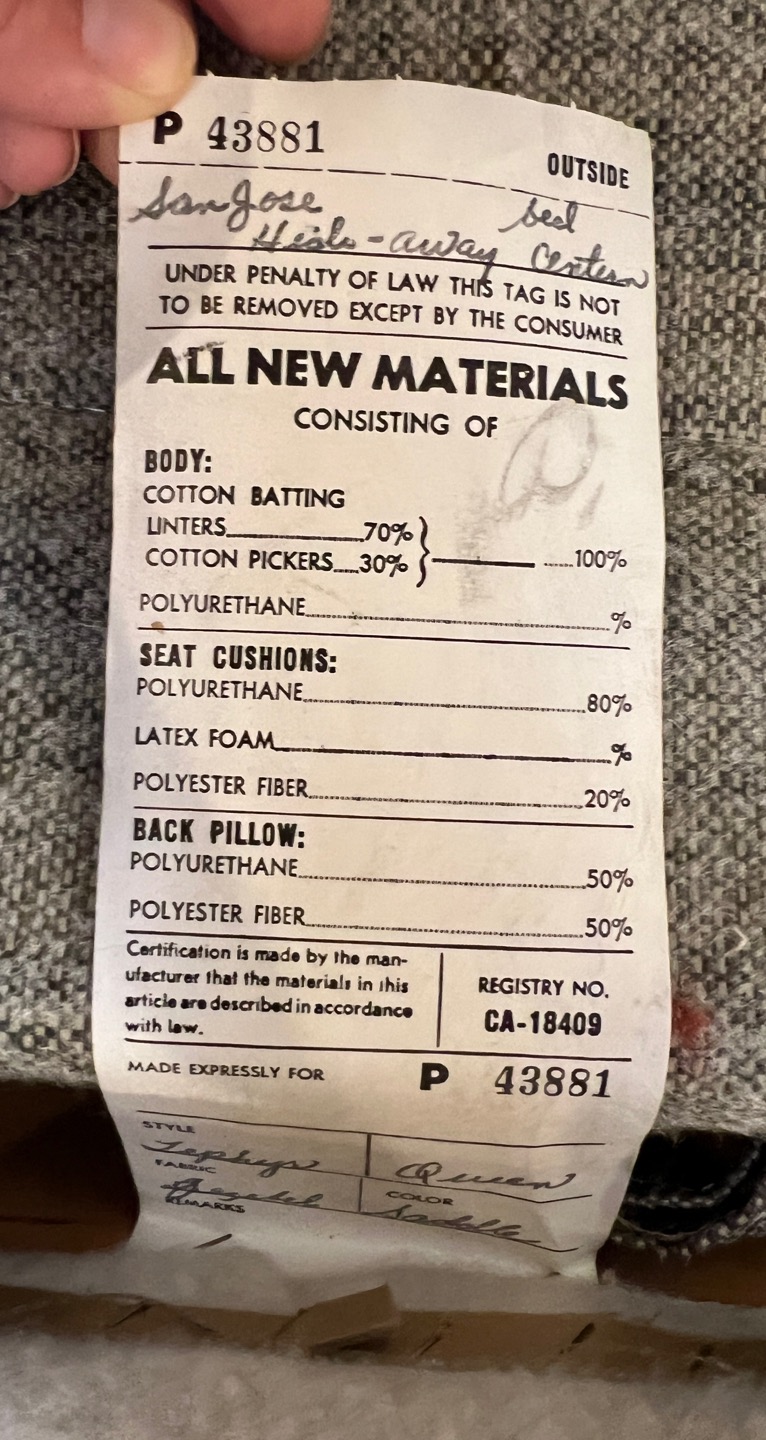 P 43881
OUTSIDE
San Jose
Hide-away Bed Centers
UNDER PENALTY OF LAW THIS TAG IS NOT
TO BE REMOVED EXCEPT BY THE CONSUMER
ALL NEW MATERIALS
CONSISTING OF
BODY:
COTTON BATTING
LINTERS 70%
COTTON PICKERS 30% 100%
POLYURETHANE %
SEAT CUSHIONS:
POLYURETHANE 80%
LATEX FOAM %
POLYESTER FIBER 20%
BACK PILLOW:
POLYURETHANE 50%
POLYESTER FIBER 50%
Certification is made by the man-
ufacturer that the materials in this
article are described in accordance
with law.
REGISTRY NO.
CA-18409
MADE EXPRESSLY FOR P 43881
STYLE
Zephyr Queen
FABRIC COLOR
Saddle
REMARKS